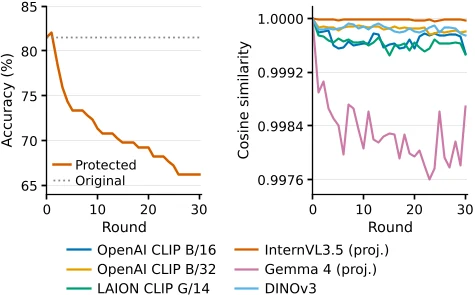 85
80
75
70
65
Accuracy (%)
Protected
Original
0
10
20
30
Round
1.0000
0.9992
0.9984
0.9976
Cosine similarity
0
10
20
30
Round
OpenAI CLIP B/16
OpenAI CLIP B/32
LAION CLIP G/14
InternVL3.5 (proj.)
Gemma 4 (proj.)
DINOv3